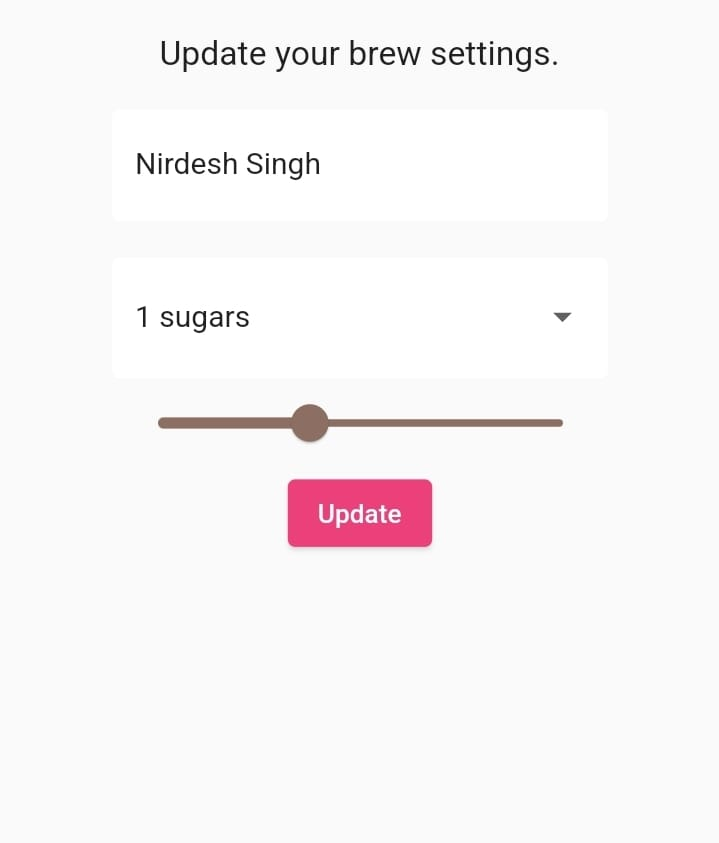 Update your brew settings.
Nirdesh Singh
1 sugars
Update